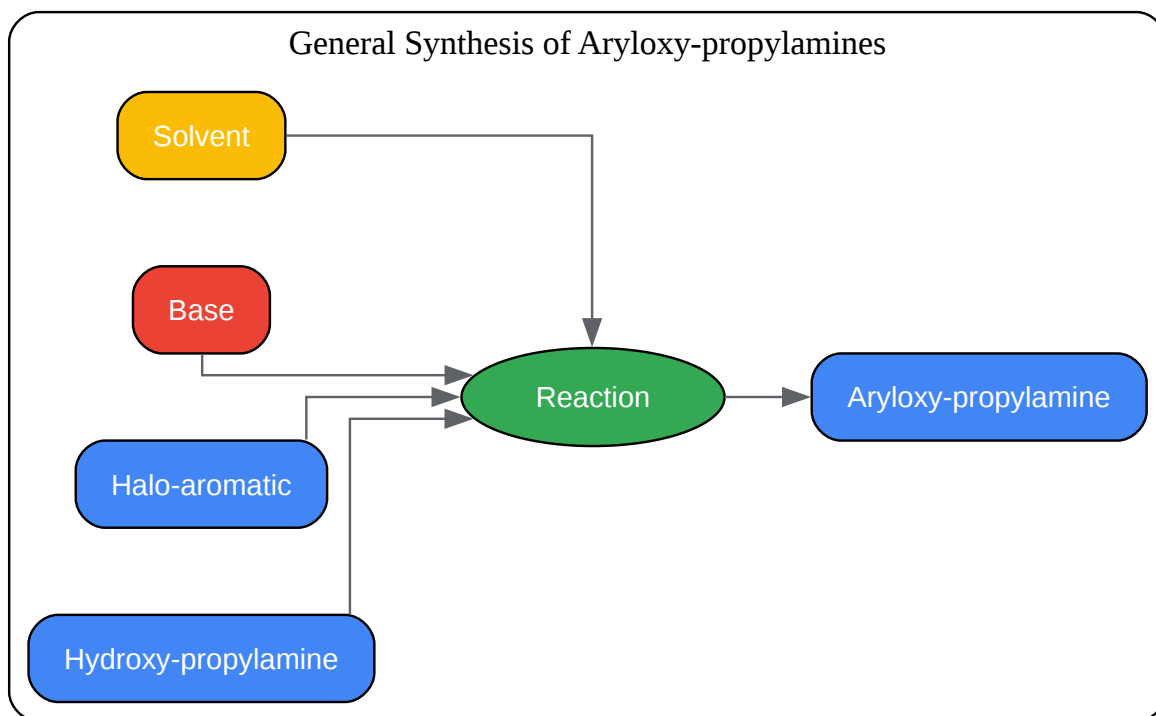 General Synthesis of Aryloxy-propylamines
Solvent
Base
Reaction
Aryloxy-propylamine
Halo-aromatic
Hydroxy-propylamine